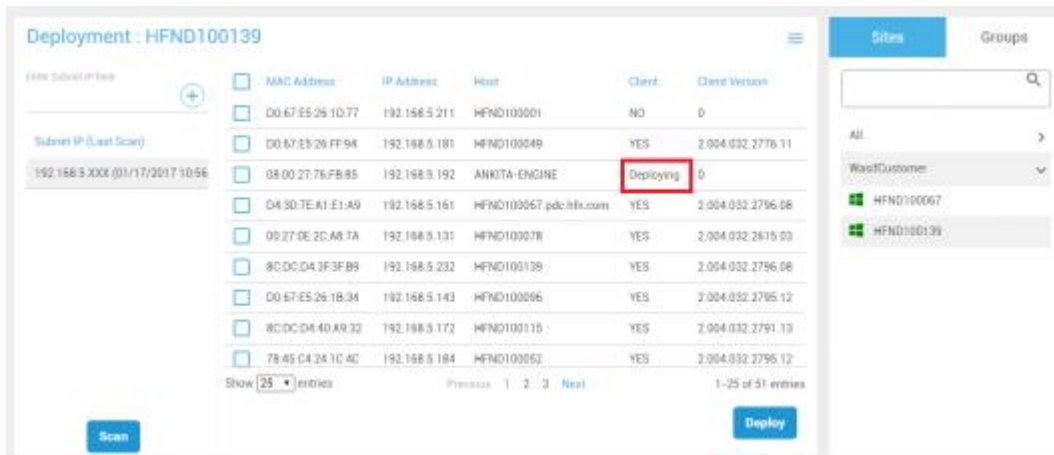 Deployment : HFND100139
Enter Subnet IP here
Subnet IP (Last Scan)
192.168.5.XXX (01/17/2017 10:56
Scan
MAC Address IP Address Host Client Client Version
D0:67:E5:26:1D:77 192.168.5.211 HFND100001 NO 0
D0:67:E5:26:FF:94 192.168.5.181 HFND100049 YES 2.004.032.2776.11
08:00:27:76:FB:85 192.168.5.192 ANKITA-ENGINE Deploying 0
D4:3D:7E:A1:E1:A9 192.168.5.161 HFND100067.pdc.hfn.com YES 2.004.032.2796.08
00:27:0E:2C:A8:7A 192.168.5.131 HFND100078 YES 2.004.032.2615.03
8C:DC:D4:3F:3F:B9 192.168.5.232 HFND100139 YES 2.004.032.2796.08
D0:67:E5:26:1B:34 192.168.5.143 HFND100096 YES 2.004.032.2795.12
8C:DC:D4:40:A9:32 192.168.5.172 HFND100115 YES 2.004.032.2791.13
78:45:C4:24:1C:4C 192.168.5.184 HFND100052 YES 2.004.032.2795.12
Show 25 entries Previous 1 2 3 Next 1-25 of 51 entries
Deploy
Sites Groups
All
WasifCustomer
HFND100067
HFND100139